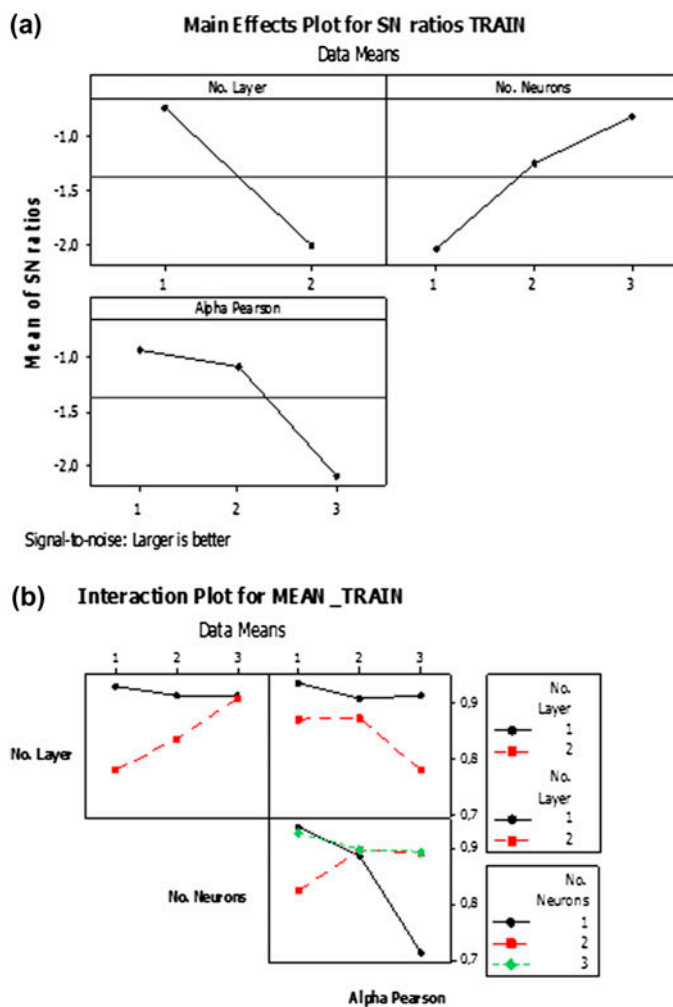 (a)
Main Effects Plot for SN ratios TRAIN
Data Means
No. Layer
No. Neurons
-1.0
-1.5
-2.0
1
2
1
2
3
Mean of SN ratios
Alpha Pearson
-1.0
-1.5
-2.0
1
2
3
Signal-to-noise: Larger is better
(b)
Interaction Plot for MEAN_TRAIN
Data Means
1
2
3
1
2
3
No. Layer
0,9
0,8
0,7
No. Neurons
0,9
0,8
0,7
Alpha Pearson
No.
Layer
1
2
No.
Layer
1
2
No.
Neurons
1
2
3